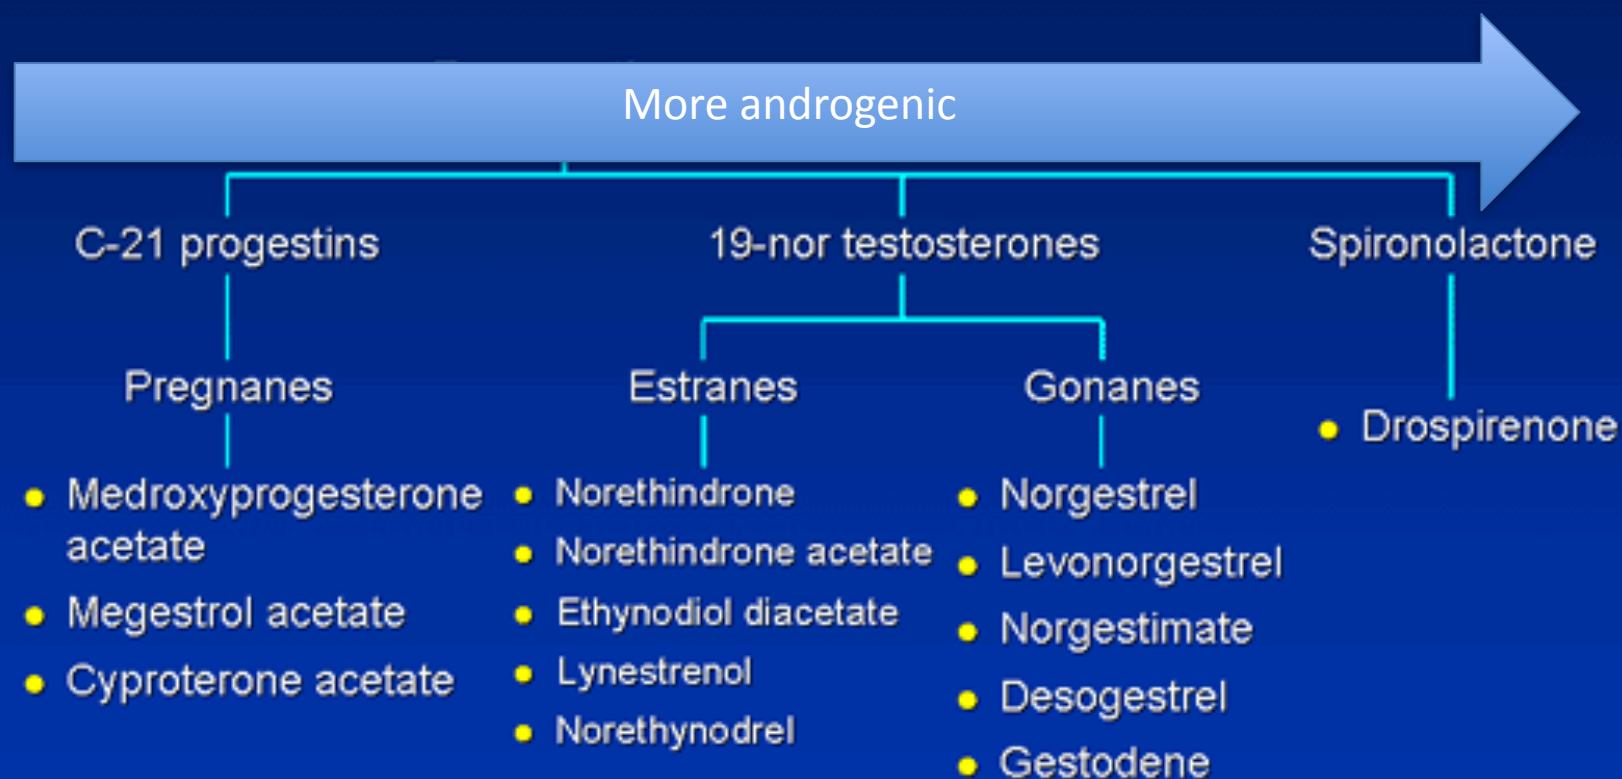 More androgenic
C-21 progestins
19-nor testosterones
Spironolactone
Pregnanes
Estranes
Gonanes
Medroxyprogesterone
acetate
Megestrol acetate
Cyproterone acetate
Norethindrone
Norethindrone acetate
Ethynodiol diacetate
Lynestrenol
Norethynodrel
Norgestrel
Levonorgestrel
Norgestimate
Desogestrel
Gestodene
Drospirenone